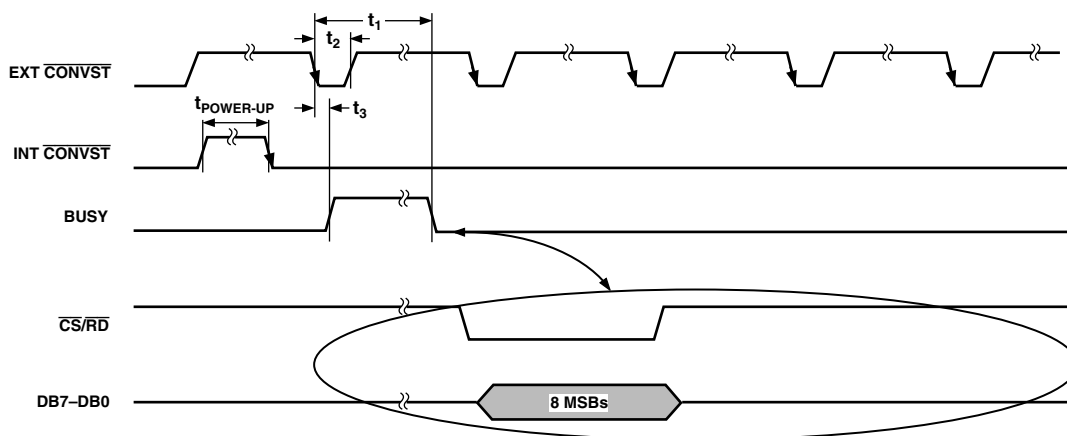 t1
t2
EXT CONVST
t3
tPOWER-UP
INT CONVST
BUSY
CS/RD
DB7–DB0
8 MSBs